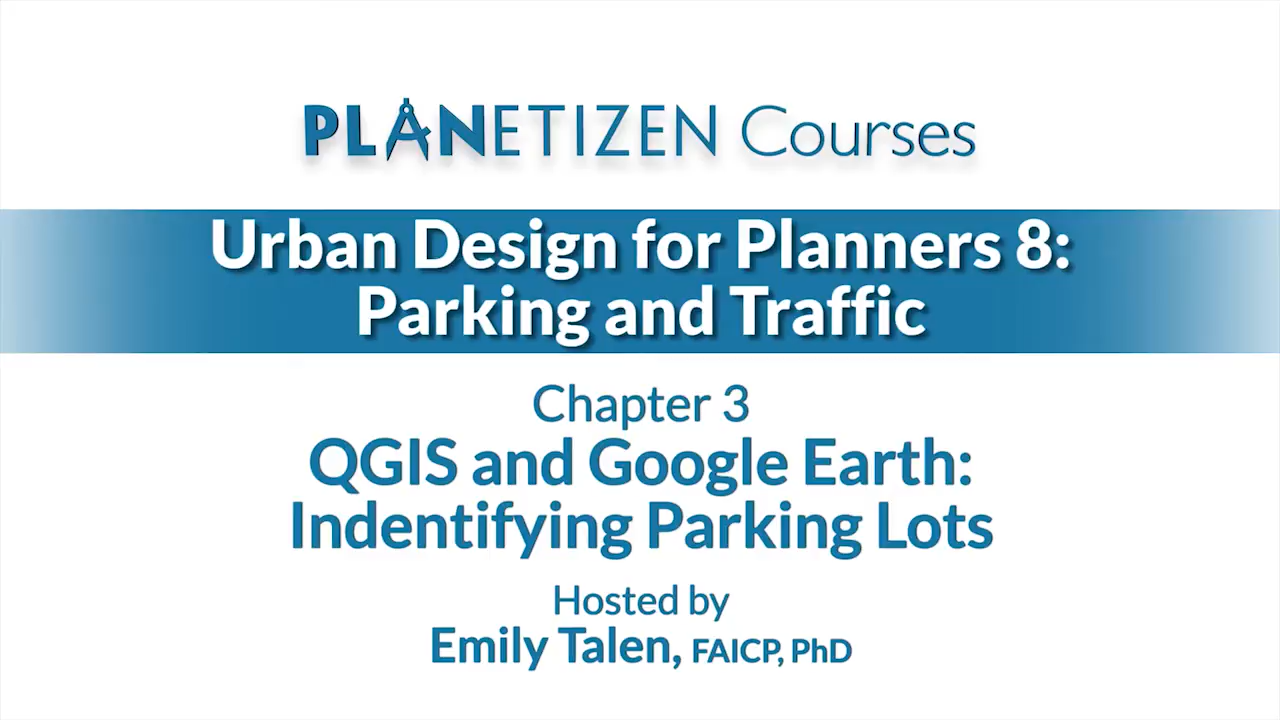 PLANETIZEN Courses
Urban Design for Planners 8:
Parking and Traffic
Chapter 3
QGIS and Google Earth:
Indentifying Parking Lots
Hosted by
Emily Talen, FAICP, PhD